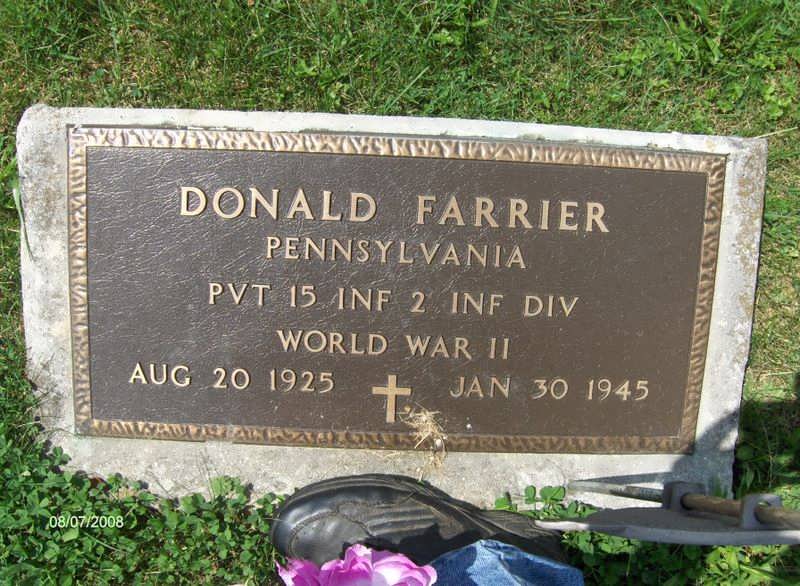 DONALD FARRIER
PENNSYLVANIA
PVT 15 INF 2 INF DIV
WORLD WAR II
AUG 20 1925 JAN 30 1945
08/07/2008